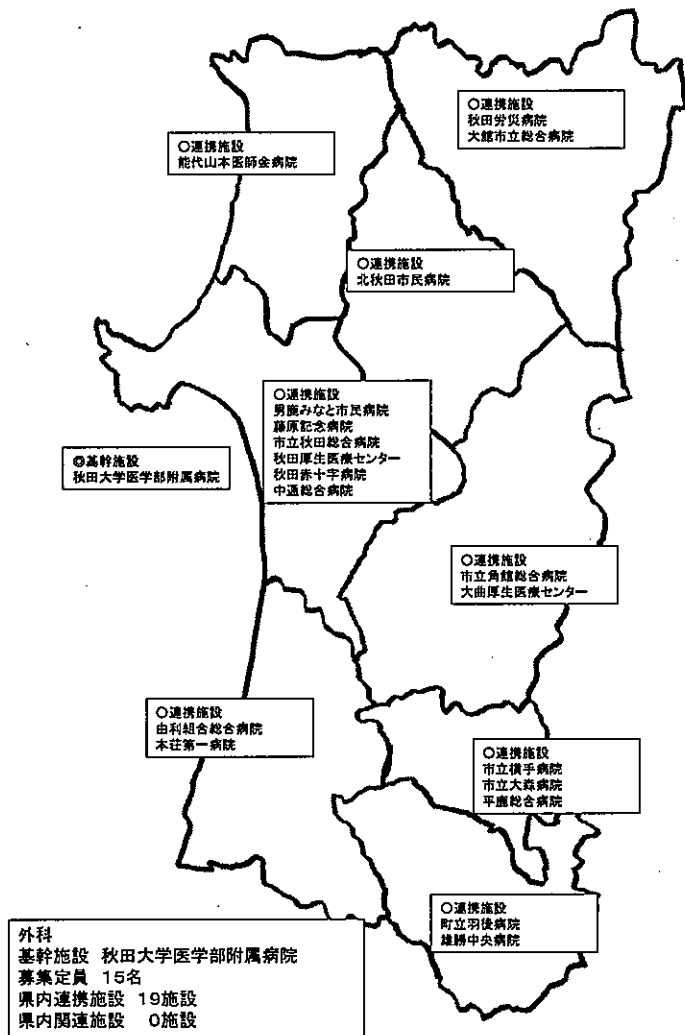 ○連携施設
秋田労災病院
大館市立総合病院
○連携施設
能代山本医師会病院
○連携施設
北秋田市民病院
○連携施設
男鹿みなと市民病院
藤原記念病院
市立秋田総合病院
秋田厚生医療センター
秋田赤十字病院
中通総合病院
◎基幹施設
秋田大学医学部附属病院
○連携施設
市立角館総合病院
大曲厚生医療センター
○連携施設
由利組合総合病院
本荘第一病院
○連携施設
市立横手病院
市立大森病院
平鹿総合病院
○連携施設
町立羽後病院
雄勝中央病院
外科
基幹施設 秋田大学医学部附属病院
募集定員 15名
県内連携施設 19施設
県内関連施設 0施設